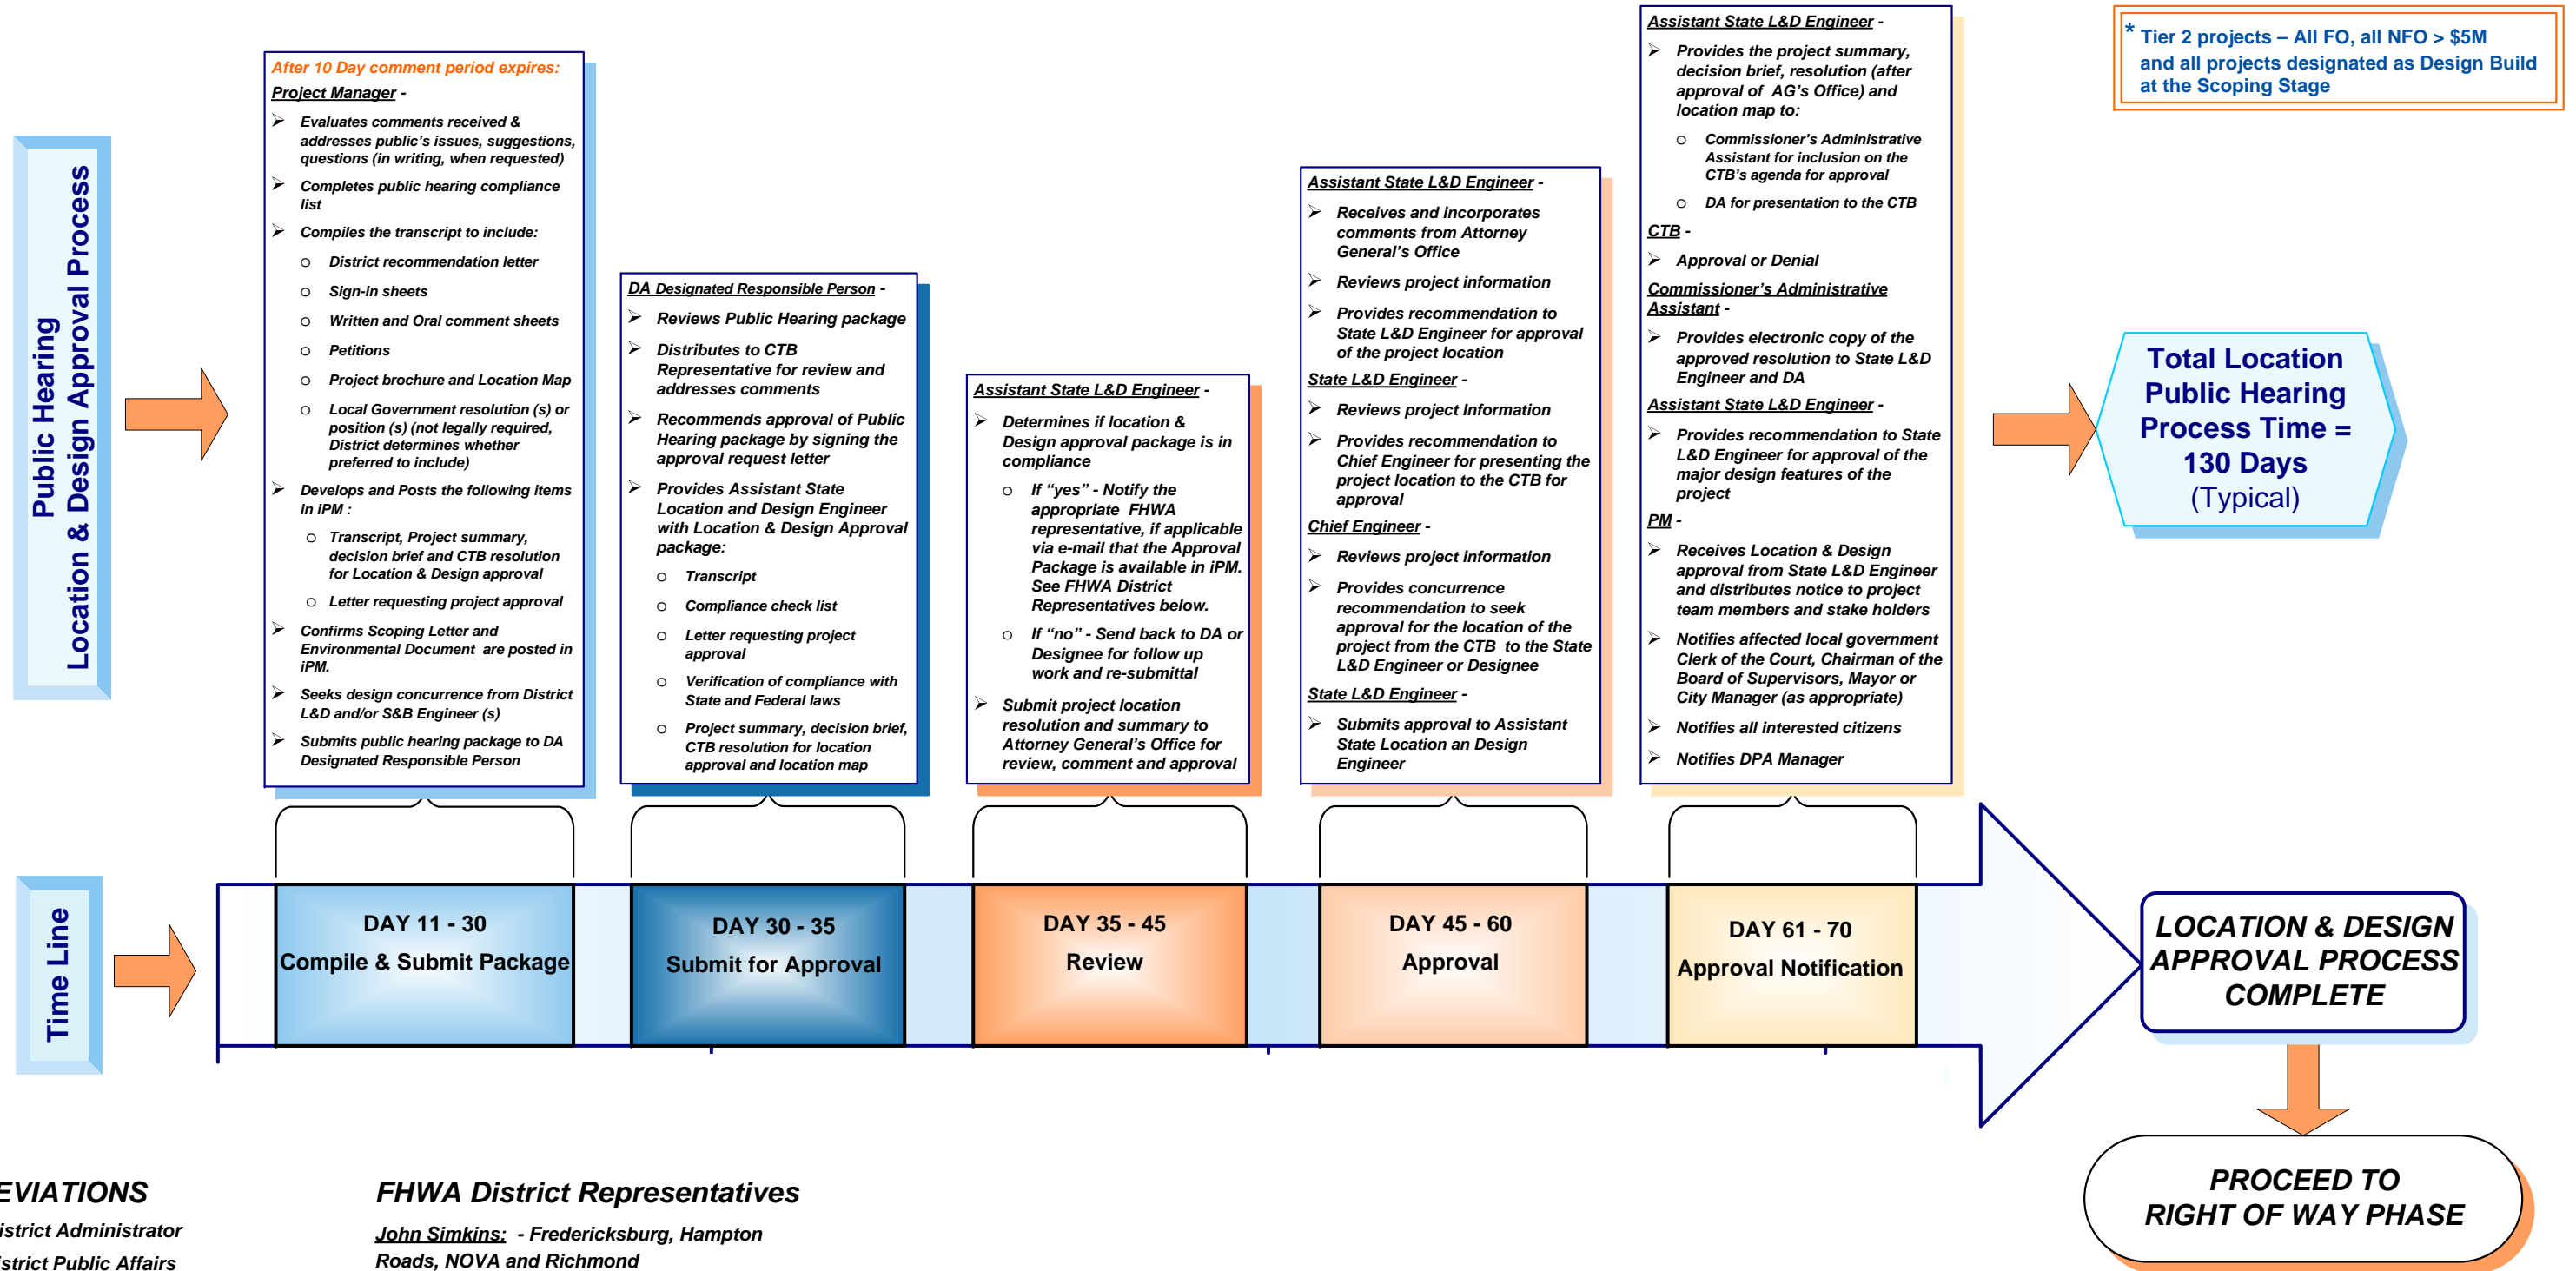 Public Hearing
Location & Design Approval Process
After 10 Day comment period expires:
Project Manager -
➢ Evaluates comments received &
addresses public's issues, suggestions,
questions (in writing, when requested)
➢ Completes public hearing compliance
list
➢ Compiles the transcript to include:
o District recommendation letter
o Sign-in sheets
o Written and Oral comment sheets
o Petitions
o Project brochure and Location Map
o Local Government resolution (s) or
position (s) (not legally required,
District determines whether
preferred to include)
➢ Develops and Posts the following items
in iPM :
o Transcript, Project summary,
decision brief and CTB resolution
for Location & Design approval
o Letter requesting project approval
➢ Confirms Scoping Letter and
Environmental Document are posted in
iPM.
➢ Seeks design concurrence from District
L&D and/or S&B Engineer (s)
➢ Submits public hearing package to DA
Designated Responsible Person
DA Designated Responsible Person -
➢ Reviews Public Hearing package
➢ Distributes to CTB
Representative for review and
addresses comments
➢ Recommends approval of Public
Hearing package by signing the
approval request letter
➢ Provides Assistant State
Location and Design Engineer
with Location & Design Approval
package:
o Transcript
o Compliance check list
o Letter requesting project
approval
o Verification of compliance with
State and Federal laws
o Project summary, decision brief,
CTB resolution for location
approval and location map
Assistant State L&D Engineer -
➢ Determines if location &
Design approval package is in
compliance
o If "yes" - Notify the
appropriate FHWA
representative, if applicable
via e-mail that the Approval
Package is available in iPM.
See FHWA District
Representatives below.
o If "no" - Send back to DA or
Designee for follow up
work and re-submittal
➢ Submit project location
resolution and summary to
Attorney General's Office for
review, comment and approval
Assistant State L&D Engineer -
➢ Receives and incorporates
comments from Attorney
General's Office
➢ Reviews project information
➢ Provides recommendation to
State L&D Engineer for approval
of the project location
State L&D Engineer -
➢ Reviews project Information
➢ Provides recommendation to
Chief Engineer for presenting the
project location to the CTB for
approval
Chief Engineer -
➢ Reviews project information
➢ Provides concurrence
recommendation to seek
approval for the location of the
project from the CTB to the State
L&D Engineer or Designee
State L&D Engineer -
➢ Submits approval to Assistant
State Location an Design
Engineer
Assistant State L&D Engineer -
➢ Provides the project summary,
decision brief, resolution (after
approval of AG's Office) and
location map to:
o Commissioner's Administrative
Assistant for inclusion on the
CTB's agenda for approval
o DA for presentation to the CTB
CTB -
➢ Approval or Denial
Commissioner's Administrative
Assistant -
➢ Provides electronic copy of the
approved resolution to State L&D
Engineer and DA
Assistant State L&D Engineer -
➢ Provides recommendation to State
L&D Engineer for approval of the
major design features of the
project
PM -
➢ Receives Location & Design
approval from State L&D Engineer
and distributes notice to project
team members and stake holders
➢ Notifies affected local government
Clerk of the Court, Chairman of the
Board of Supervisors, Mayor or
City Manager (as appropriate)
➢ Notifies all interested citizens
➢ Notifies DPA Manager
* Tier 2 projects – All FO, all NFO > $5M
and all projects designated as Design Build
at the Scoping Stage
Total Location
Public Hearing
Process Time =
130 Days
(Typical)
Time Line
DAY 11 - 30
Compile & Submit Package
DAY 30 - 35
Submit for Approval
DAY 35 - 45
Review
DAY 45 - 60
Approval
DAY 61 - 70
Approval Notification
LOCATION & DESIGN
APPROVAL PROCESS
COMPLETE
PROCEED TO
RIGHT OF WAY PHASE
EVIATIONS
istrict Administrator
istrict Public Affairs
FHWA District Representatives
John Simkins: - Fredericksburg, Hampton
Roads, NOVA and Richmond